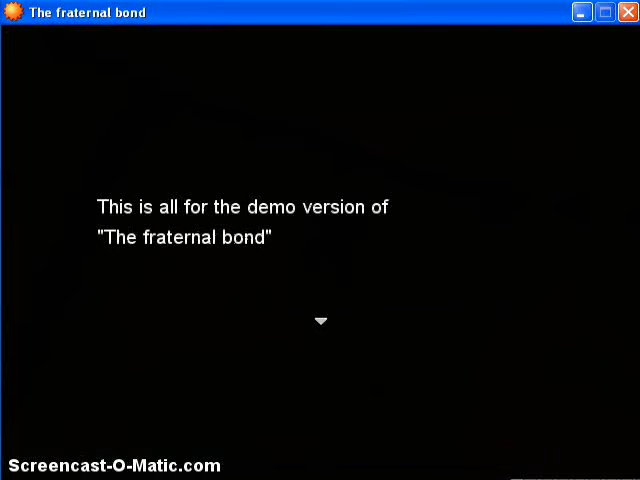 The fraternal bond
This is all for the demo version of
"The fraternal bond"
Screencast-O-Matic.com